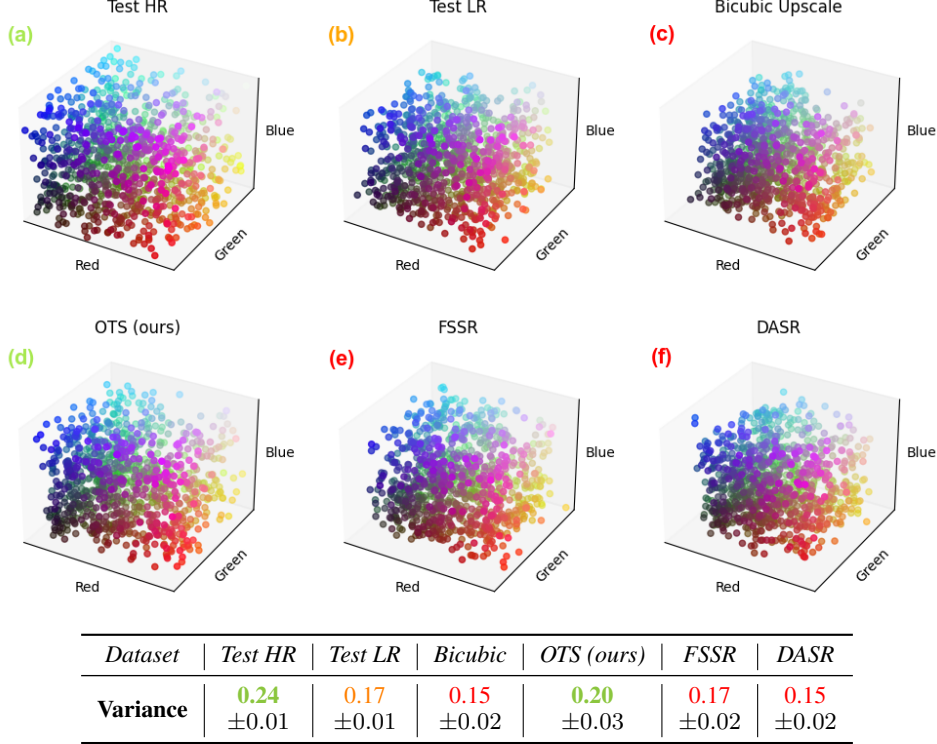 Test HR
Test LR
Bicubic Upscale
(a)
(b)
(c)
Blue
Blue
Blue
Red
Green
Red
Green
Red
Green
OTS (ours)
FSSR
DASR
(d)
(e)
(f)
Blue
Blue
Blue
Red
Green
Red
Green
Red
Green
Dataset Test HR Test LR Bicubic OTS (ours) FSSR DASR
Variance 0.24 0.17 0.15 0.20 0.17 0.15
±0.01 ±0.01 ±0.02 ±0.03 ±0.02 ±0.02